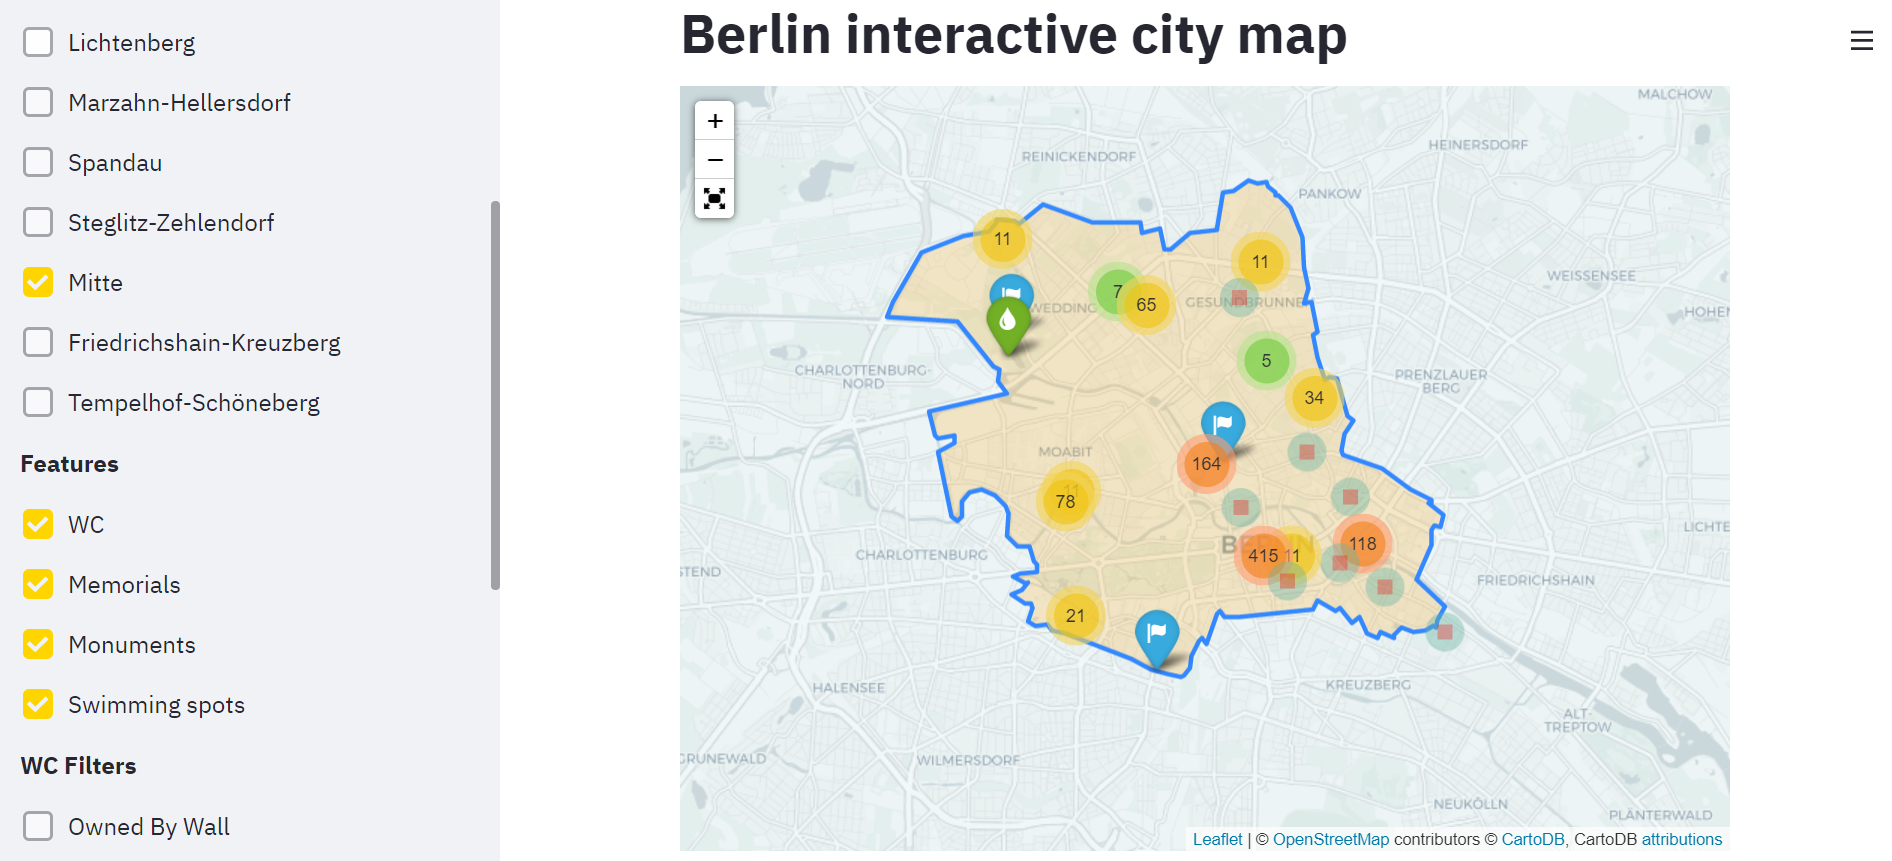 Lichtenberg
Marzahn-Hellersdorf
Spandau
Steglitz-Zehlendorf
Mitte
Friedrichshain-Kreuzberg
Tempelhof-Schöneberg
Features
WC
Memorials
Monuments
Swimming spots
WC Filters
Owned By Wall
Berlin interactive city map
+
−
MALCHOW
HEINERSDORF
REINICKENDORF
PANKOW
11
11
WEISSENSEE
7
65
WEDDING
GESUNDBRUNNE
HOHEN
5
CHARLOTTENBURG-
NORD
PRENZLAUER
BERG
34
MOABIT
164
11
78
LICHTE
BERLIN
415
11
118
CHARLOTTENBURG
STEND
FRIEDRICHSHAIN
21
HALENSEE
KREUZBERG
ALT-
TREPTOW
GRUNEWALD
WILMERSDORF
NEUKÖLLN
PLÄNTERWALD
Leaflet | © OpenStreetMap contributors © CartoDB, CartoDB attributions